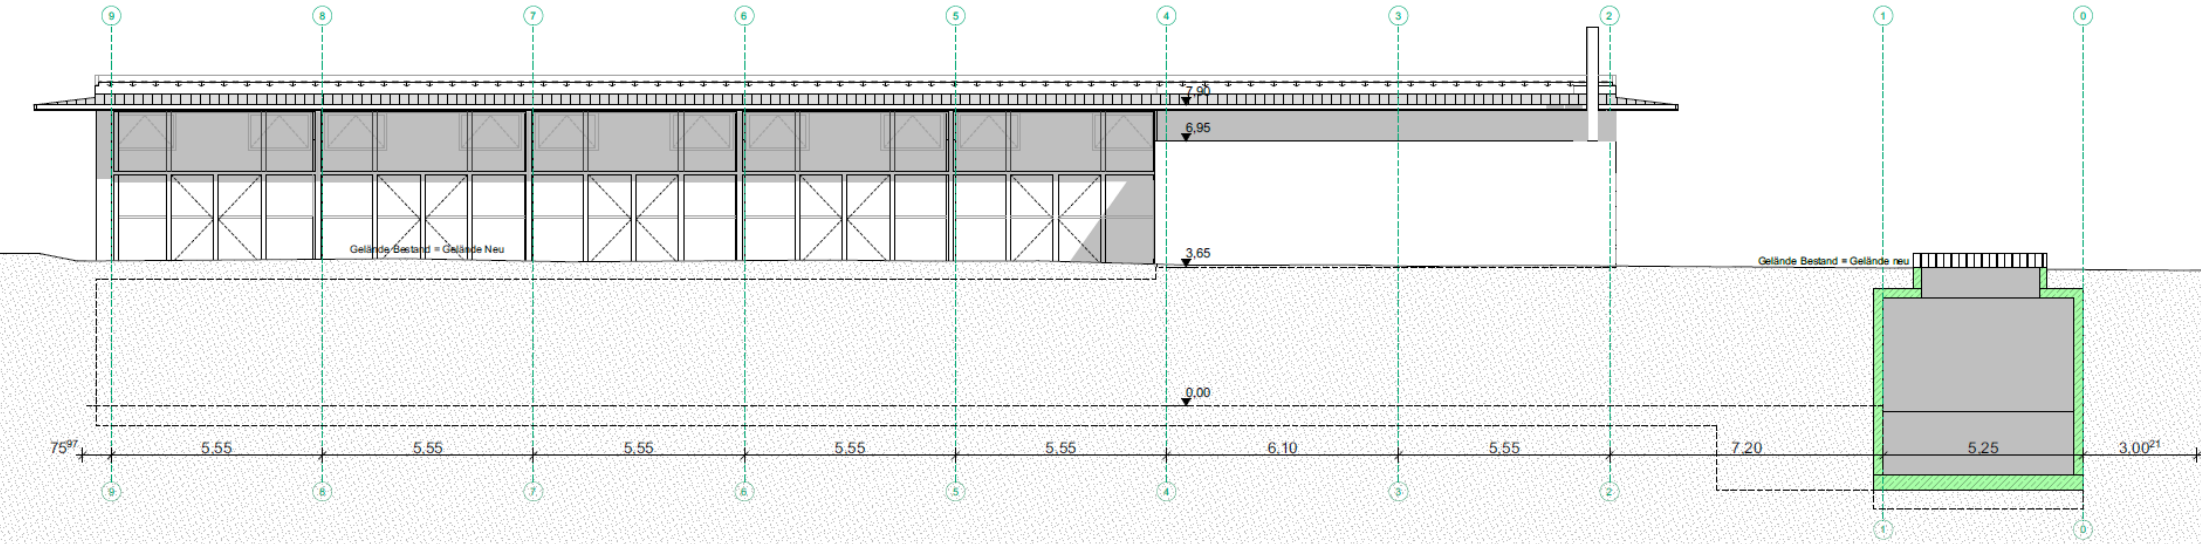 9 8 7 6 5 4 3 2 1 0
7,90
6,95
Gelände Bestand = Gelände Neu
3,65
Gelände Bestand = Gelände neu
0,00
75⁹⁷ 5,55 5,55 5,55 5,55 5,55 6,10 5,55 7,20 5,25 3,00²¹
9 8 7 6 5 4 3 2
1 0